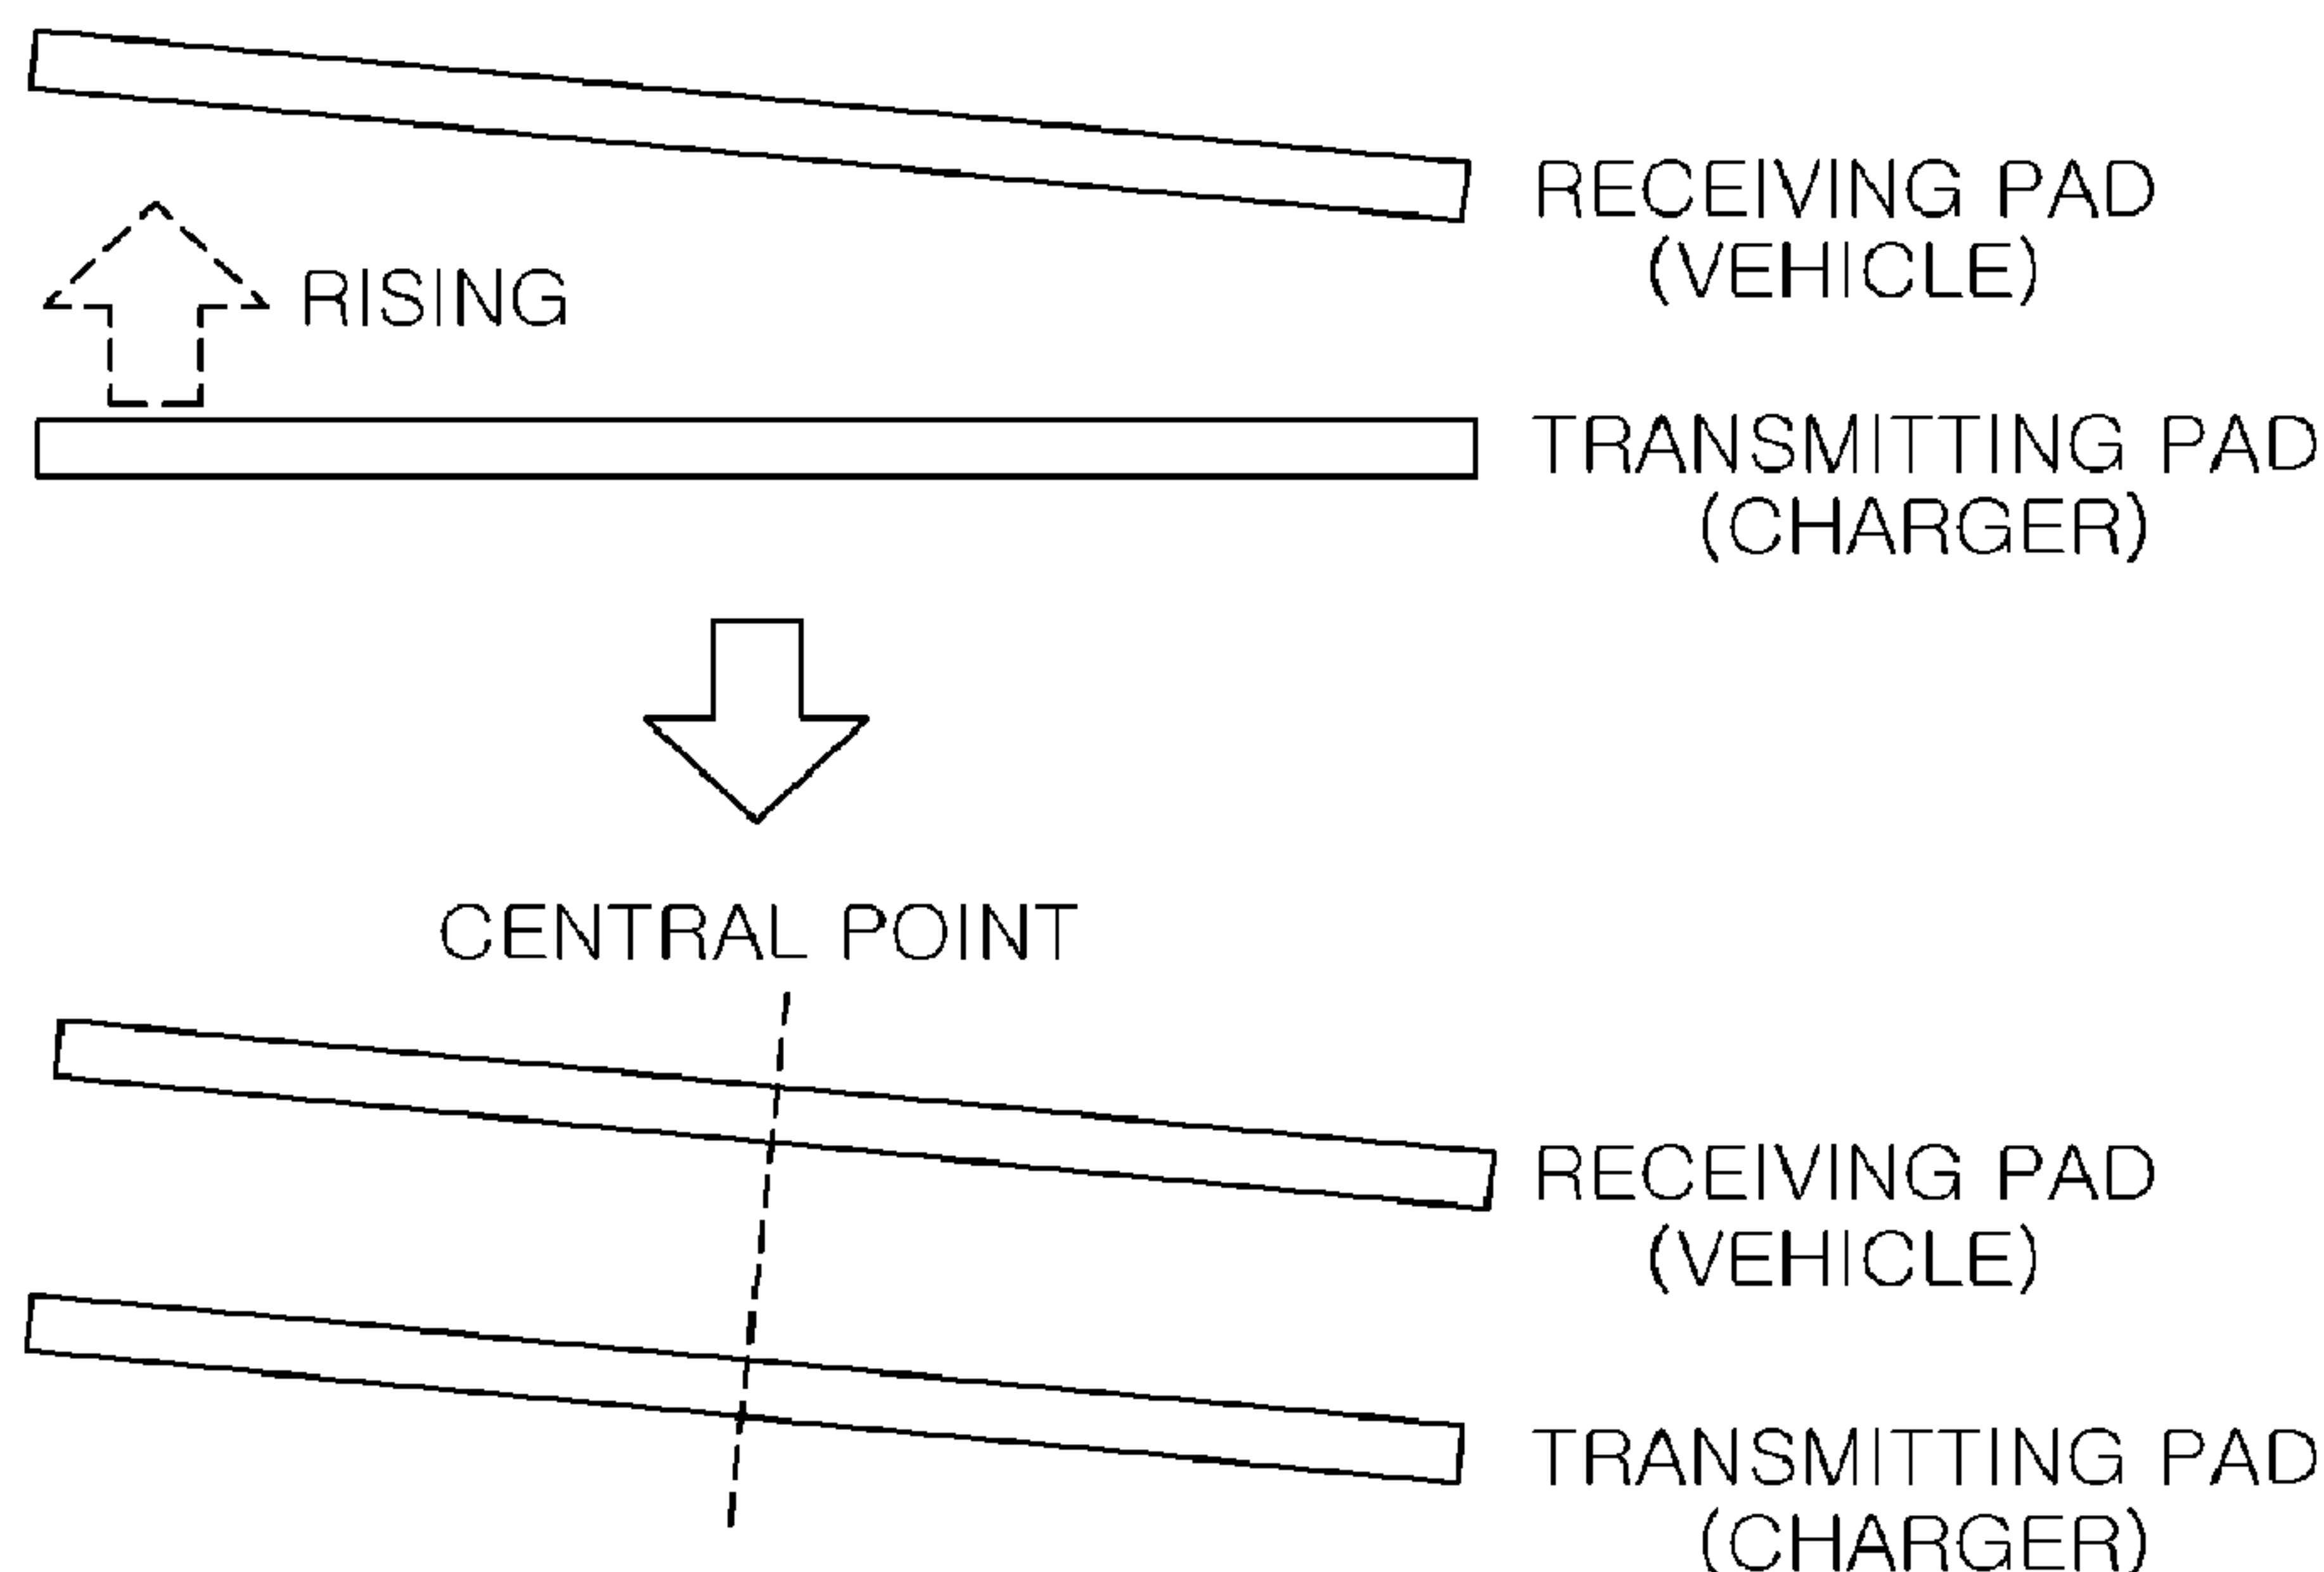 RECEIVING PAD
(VEHICLE)
RISING
TRANSMITTING PAD
(CHARGER)
CENTRAL POINT
RECEIVING PAD
(VEHICLE)
TRANSMITTING PAD
(CHARGER)